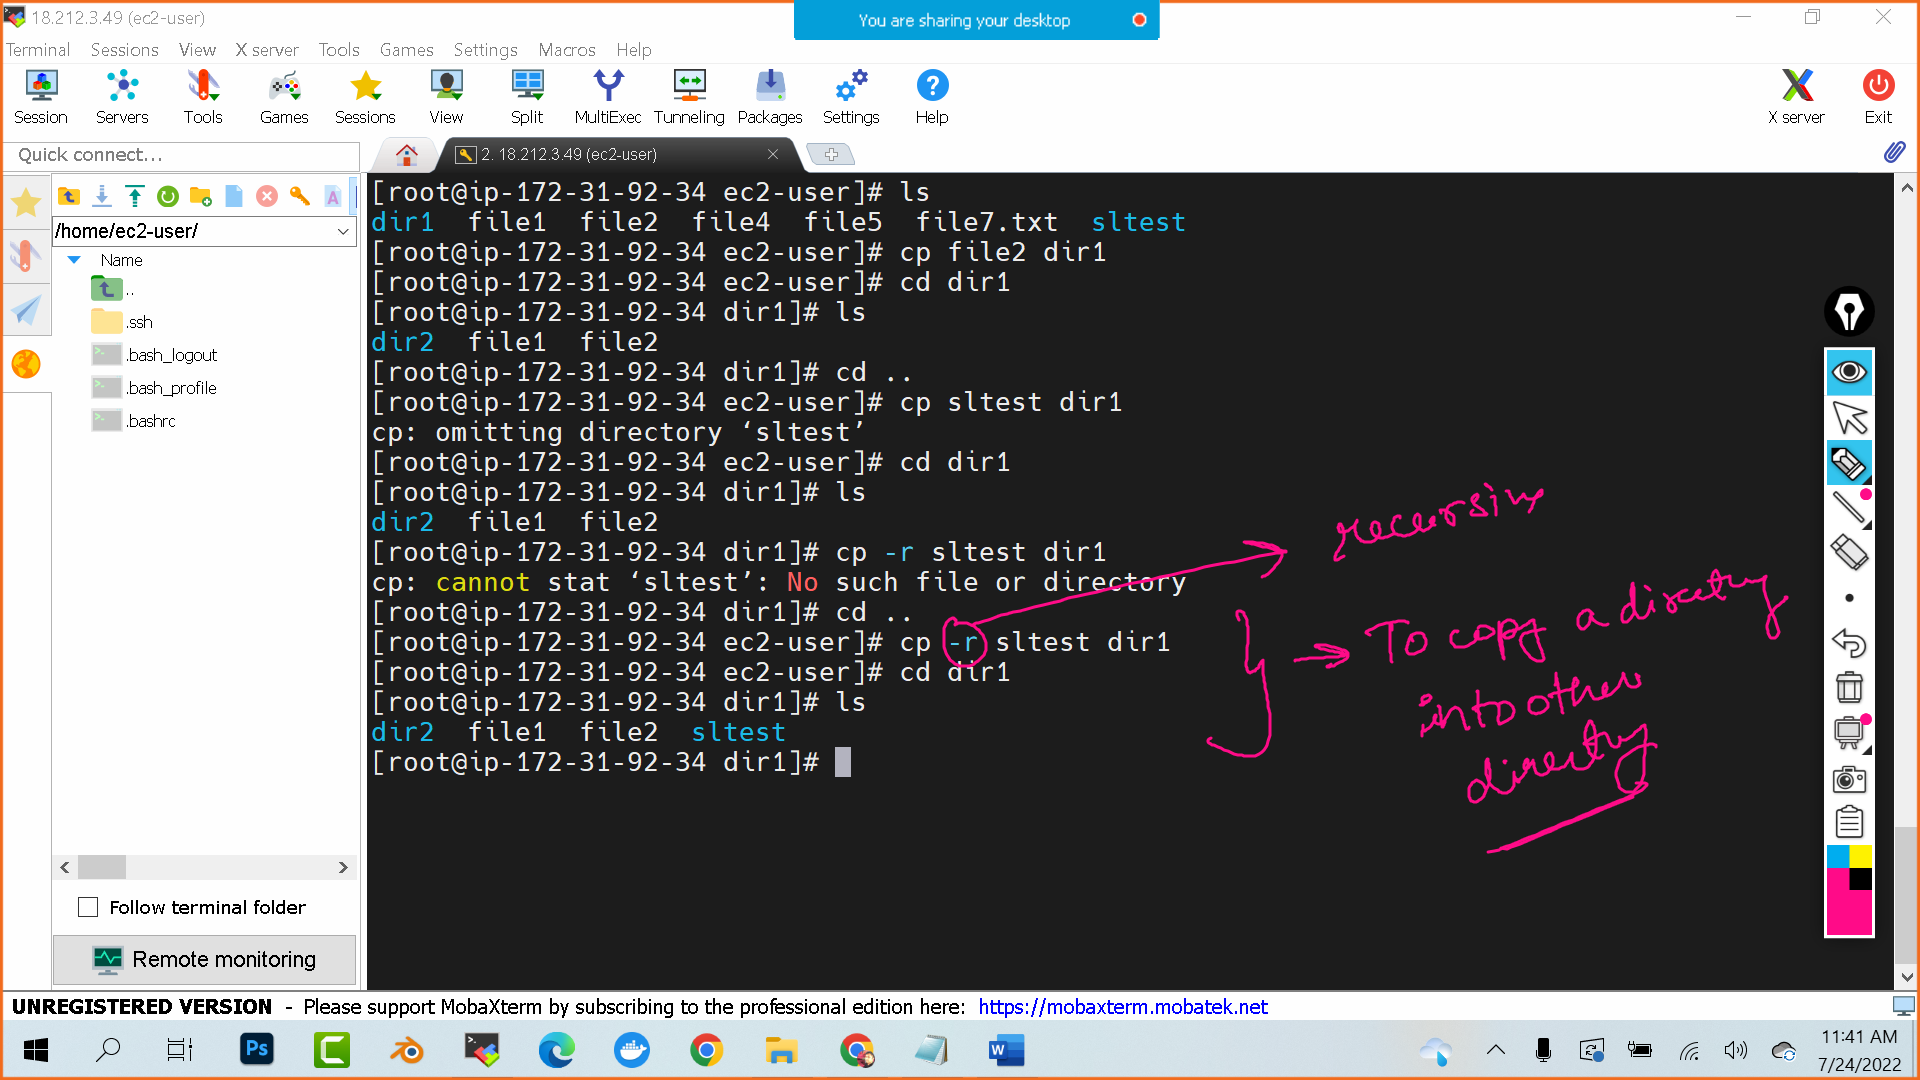 18.212.3.49 (ec2-user)
You are sharing your desktop
Terminal Sessions View X server Tools Games Settings Macros Help
Session Servers Tools Games Sessions View Split MultiExec Tunneling Packages Settings Help X server Exit
Quick connect...
2. 18.212.3.49 (ec2-user)
/home/ec2-user/
Name
..
.ssh
.bash_logout
.bash_profile
.bashrc
Follow terminal folder
Remote monitoring
[root@ip-172-31-92-34 ec2-user]# ls
dir1 file1 file2 file4 file5 file7.txt sltest
[root@ip-172-31-92-34 ec2-user]# cp file2 dir1
[root@ip-172-31-92-34 ec2-user]# cd dir1
[root@ip-172-31-92-34 dir1]# ls
dir2 file1 file2
[root@ip-172-31-92-34 dir1]# cd ..
[root@ip-172-31-92-34 ec2-user]# cp sltest dir1
cp: omitting directory ‘sltest’
[root@ip-172-31-92-34 ec2-user]# cd dir1
[root@ip-172-31-92-34 dir1]# ls
dir2 file1 file2
[root@ip-172-31-92-34 dir1]# cp -r sltest dir1
cp: cannot stat ‘sltest’: No such file or directory
[root@ip-172-31-92-34 dir1]# cd ..
[root@ip-172-31-92-34 ec2-user]# cp -r sltest dir1
[root@ip-172-31-92-34 ec2-user]# cd dir1
[root@ip-172-31-92-34 dir1]# ls
dir2 file1 file2 sltest
[root@ip-172-31-92-34 dir1]#
recursive
To copy a directry
into other
directry
UNREGISTERED VERSION - Please support MobaXterm by subscribing to the professional edition here: https://mobaxterm.mobatek.net
Ps
C
W
11:41 AM
7/24/2022